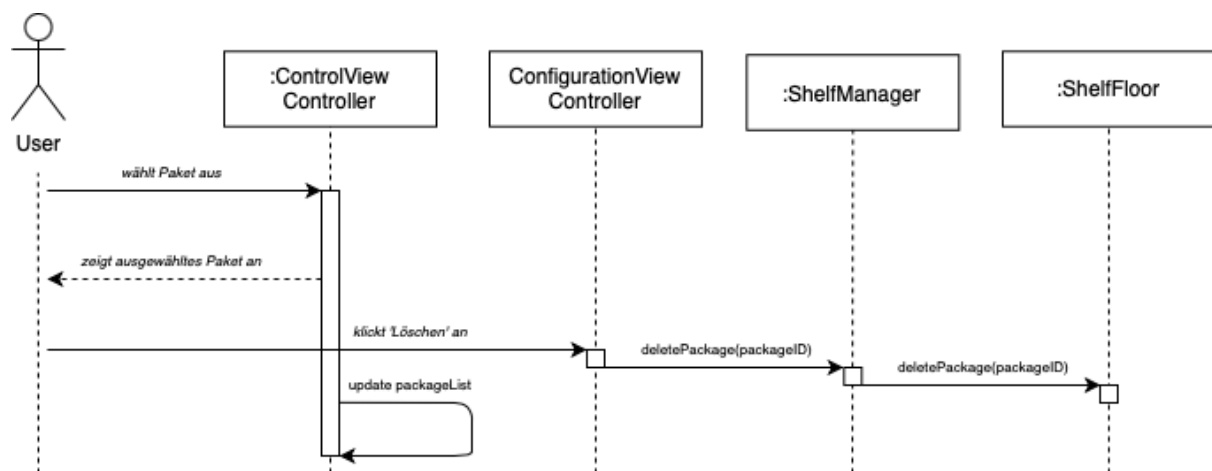 User
:ControlView
Controller
ConfigurationView
Controller
:ShelfManager
:ShelfFloor
wählt Paket aus
zeigt ausgewähltes Paket an
klickt 'Löschen' an
deletePackage(packageID)
deletePackage(packageID)
update packageList